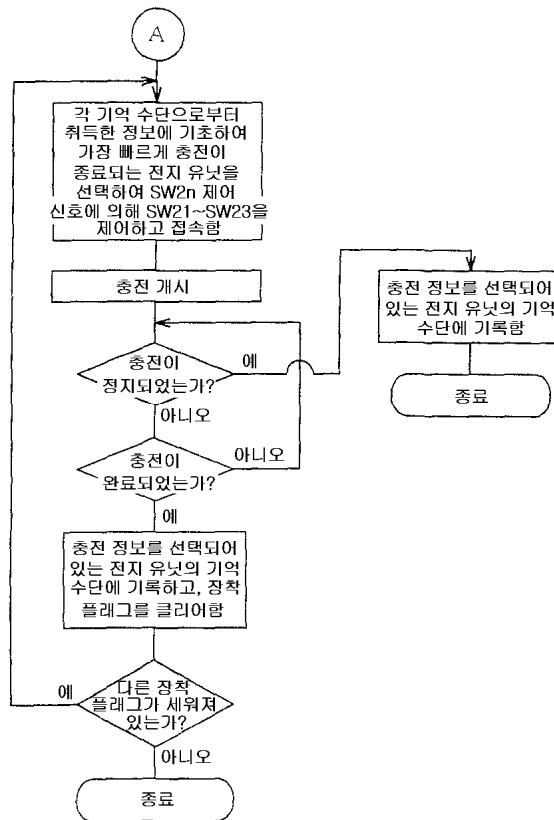 A
각 기억 수단으로부터
취득한 정보에 기초하여
가장 빠르게 충전이
종료되는 전지 유닛을
선택하여 SW2n 제어
신호에 의해 SW21~SW23을
제어하고 접속함
충전 개시
충전이
정지되었는가?
예
아니오
충전 정보를 선택되어
있는 전지 유닛의 기억
수단에 기록함
종료
충전이
완료되었는가?
아니오
예
충전 정보를 선택되어
있는 전지 유닛의 기억
수단에 기록하고, 장착
플래그를 클리어함
다른 장착
플래그가 세워져
있는가?
예
아니오
종료